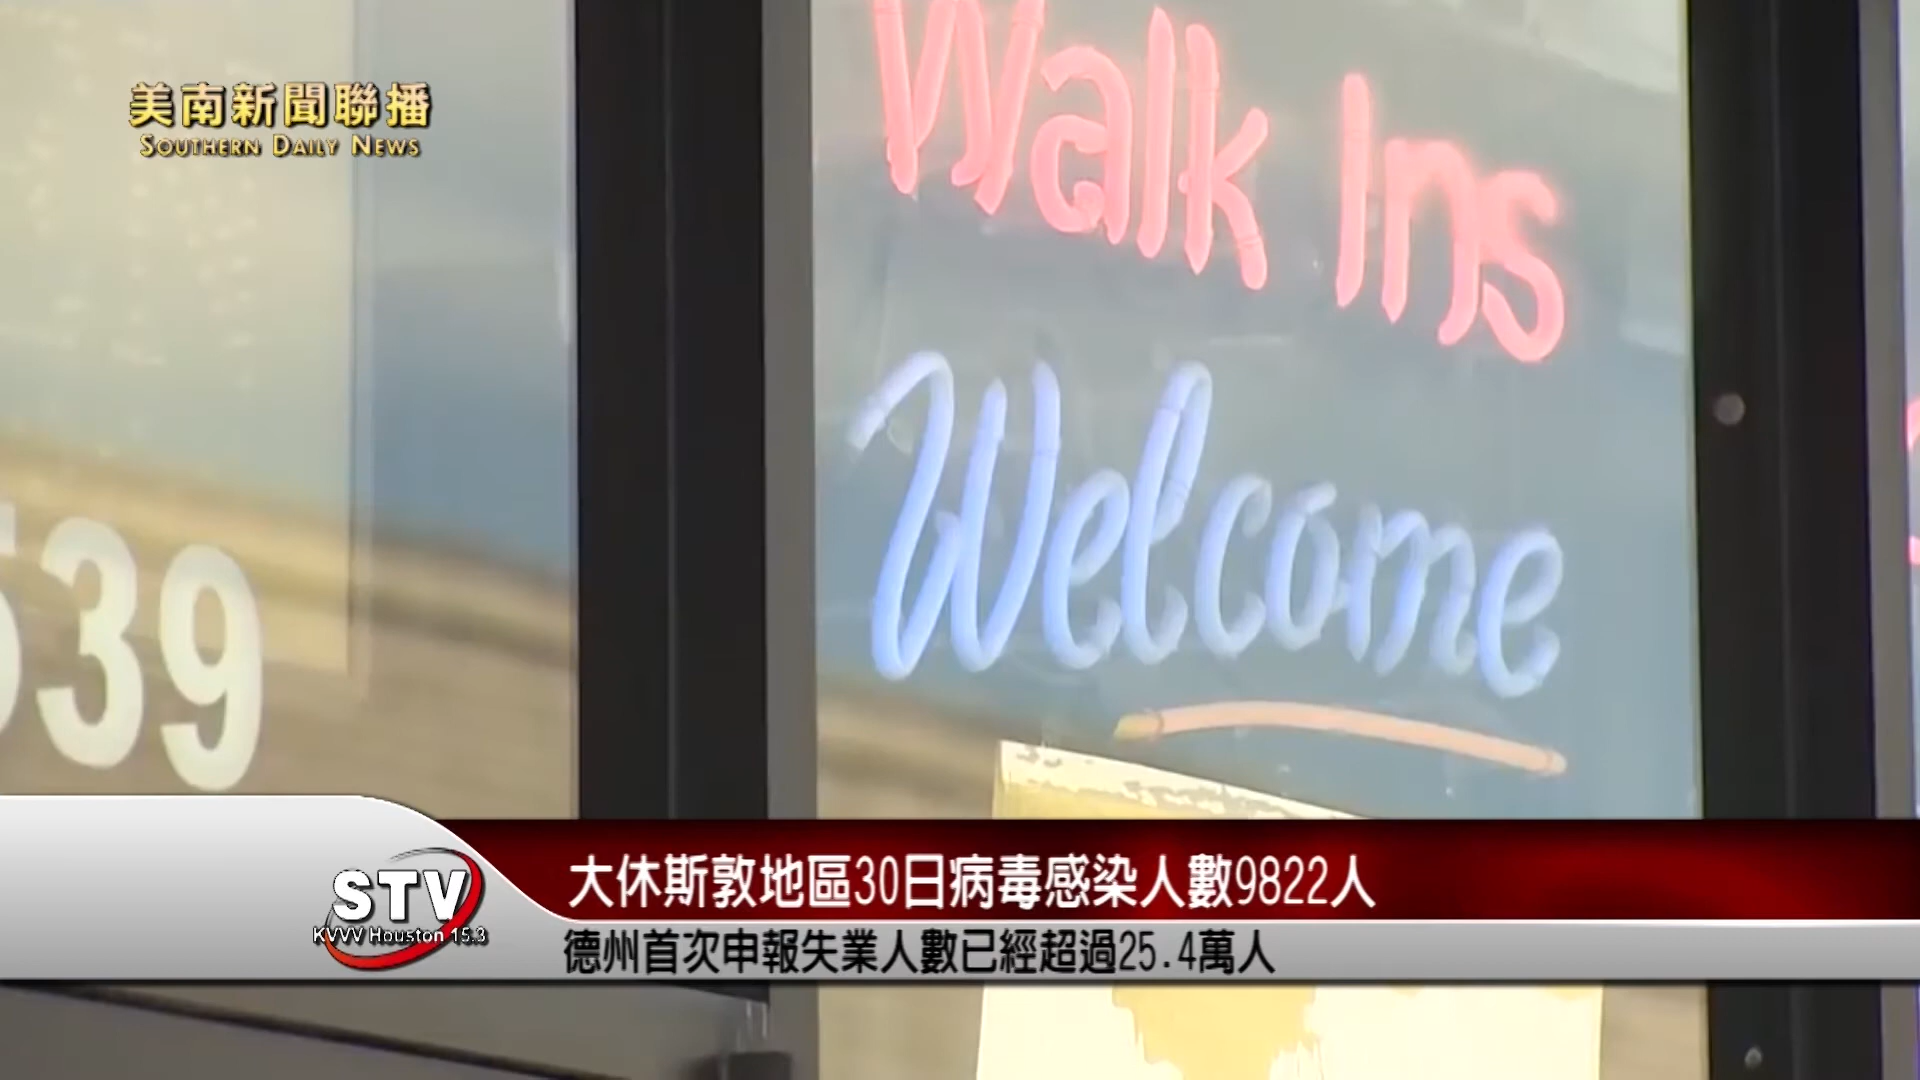 美南新聞聯播
SOUTHERN DAILY NEWS
Walk Ins
Welcome
539
STV
KVVV Houston 15.3
大休斯敦地區30日病毒感染人數9822人
德州首次申報失業人數已經超過25.4萬人